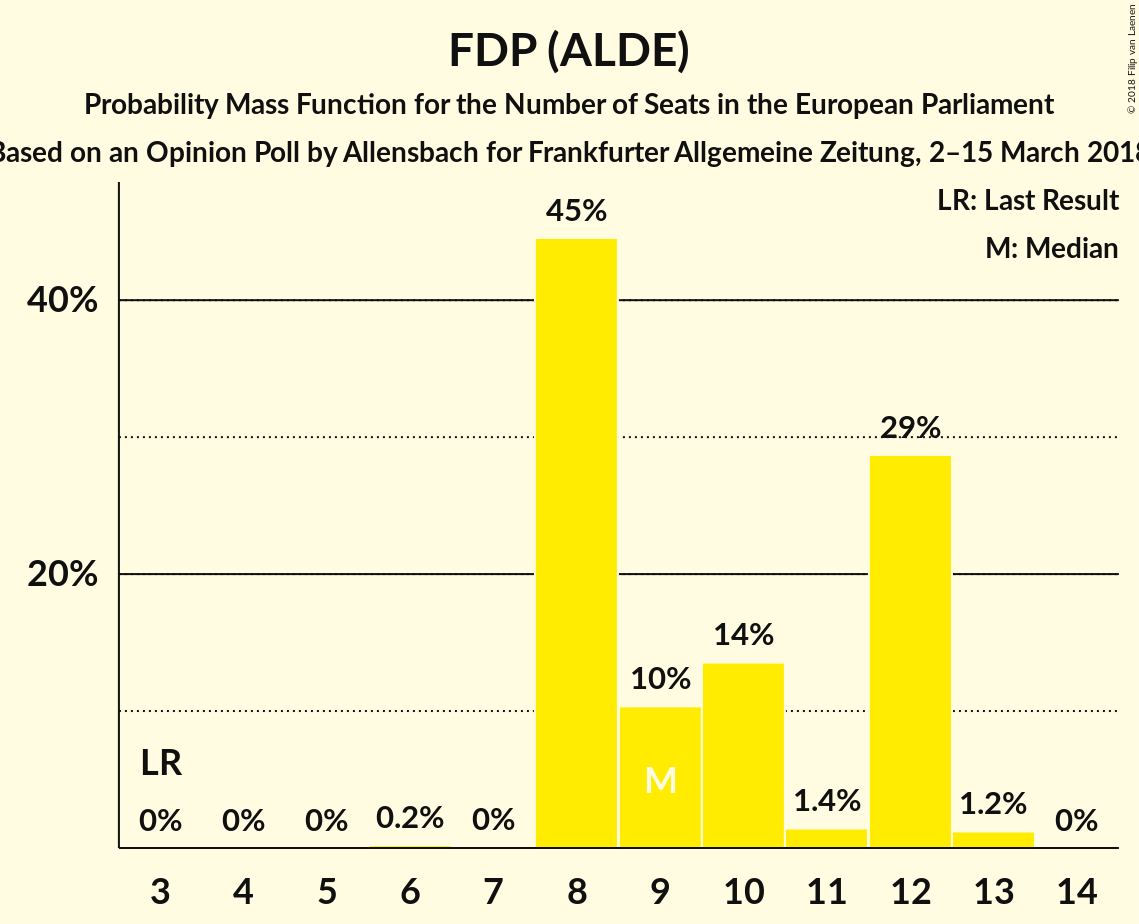 FDP (ALDE)
Probability Mass Function for the Number of Seats in the European Parliament
Based on an Opinion Poll by Allensbach for Frankfurter Allgemeine Zeitung, 2–15 March 2018
© 2018 Filip van Laenen
LR: Last Result
M: Median
45%
40%
29%
20%
14%
10%
LR
M
0% 0% 0% 0.2% 0% 1.4% 1.2% 0%
3 4 5 6 7 8 9 10 11 12 13 14